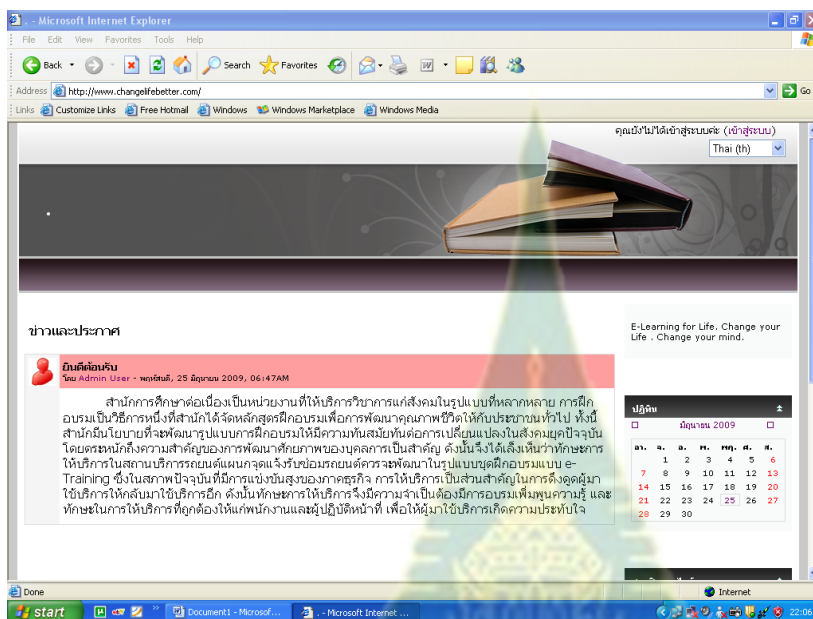 . - Microsoft Internet Explorer
File Edit View Favorites Tools Help
Back Search Favorites
Address http://www.changelifebetter.com/ Go
Links Customize Links Free Hotmail Windows Windows Marketplace Windows Media
คุณยังไม่ได้เข้าสู่ระบบค่ะ (เข้าสู่ระบบ)
Thai (th)
ข่าวและประกาศ
ยินดีต้อนรับ
โดย Admin User - พฤหัสบดี, 25 มิถุนายน 2009, 06:47AM
สำนักการศึกษาต่อเนื่องเป็นหน่วยงานที่ให้บริการวิชาการแก่สังคมในรูปแบบที่หลากหลาย การฝึก
อบรมเป็นวิธีการหนึ่งที่สำนักได้จัดหลักสูตรฝึกอบรมเพื่อการพัฒนาคุณภาพชีวิตให้กับประชาชนทั่วไป ทั้งนี้
สำนักมีนโยบายที่จะพัฒนารูปแบบการฝึกอบรมให้มีความทันสมัยทันต่อการเปลี่ยนแปลงในสังคมยุคปัจจุบัน
โดยตระหนักถึงความสำคัญของการพัฒนาศักยภาพของบุคลการเป็นสำคัญ ดังนั้นจึงได้เล็งเห็นว่าทักษะการ
ให้บริการในสถานบริการรถยนต์แผนกจุดแจ้งรับซ่อมรถยนต์ควรจะพัฒนาในรูปแบบชุดฝึกอบรมแบบ e-
Training ซึ่งในสภาพปัจจุบันที่มีการแข่งขันสูงของภาคธุรกิจ การให้บริการเป็นส่วนสำคัญในการดึงดูดผู้มา
ใช้บริการให้กลับมาใช้บริการอีก ดังนั้นทักษะการให้บริการจึงมีความจำเป็นต้องมีการอบรมเพิ่มพูนความรู้ และ
ทักษะในการให้บริการที่ถูกต้องให้แก่พนักงานและผู้ปฏิบัติหน้าที่ เพื่อให้ผู้มาใช้บริการเกิดความประทับใจ
E-Learning for Life. Change your
Life . Change your mind.
ปฏิทิน
มิถุนายน 2009
อา. จ. อ. พ. พฤ. ศ. ส.
1 2 3 4 5 6
7 8 9 10 11 12 13
14 15 16 17 18 19 20
21 22 23 24 25 26 27
28 29 30
Done Internet
start Document1 - Microsof... . - Microsoft Internet ... 22:06